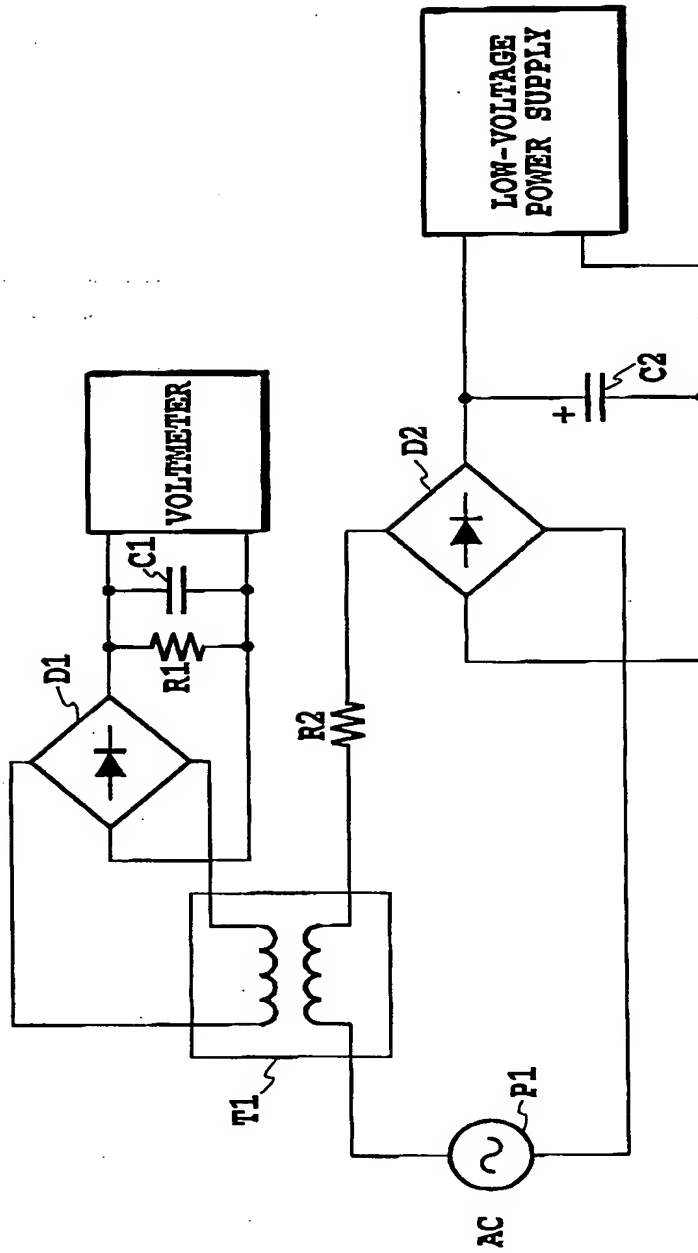 VOLTMETER
D1
C1
R1
T1
R2
D2
LOW-VOLTAGE
POWER SUPPLY
+
C2
AC
P1